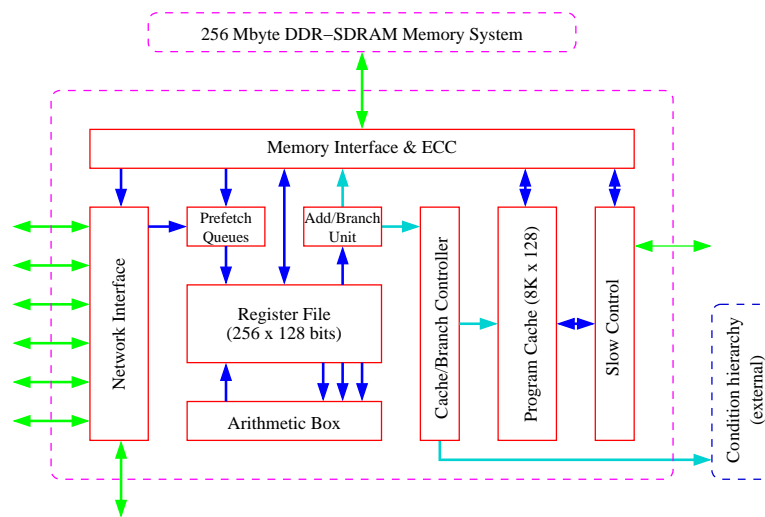 256 Mbyte DDR–SDRAM Memory System
Memory Interface & ECC
Prefetch
Queues
Add/Branch
Unit
Network Interface
Register File
(256 x 128 bits)
Arithmetic Box
Cache/Branch Controller
Program Cache (8K x 128)
Slow Control
Condition hierarchy
(external)